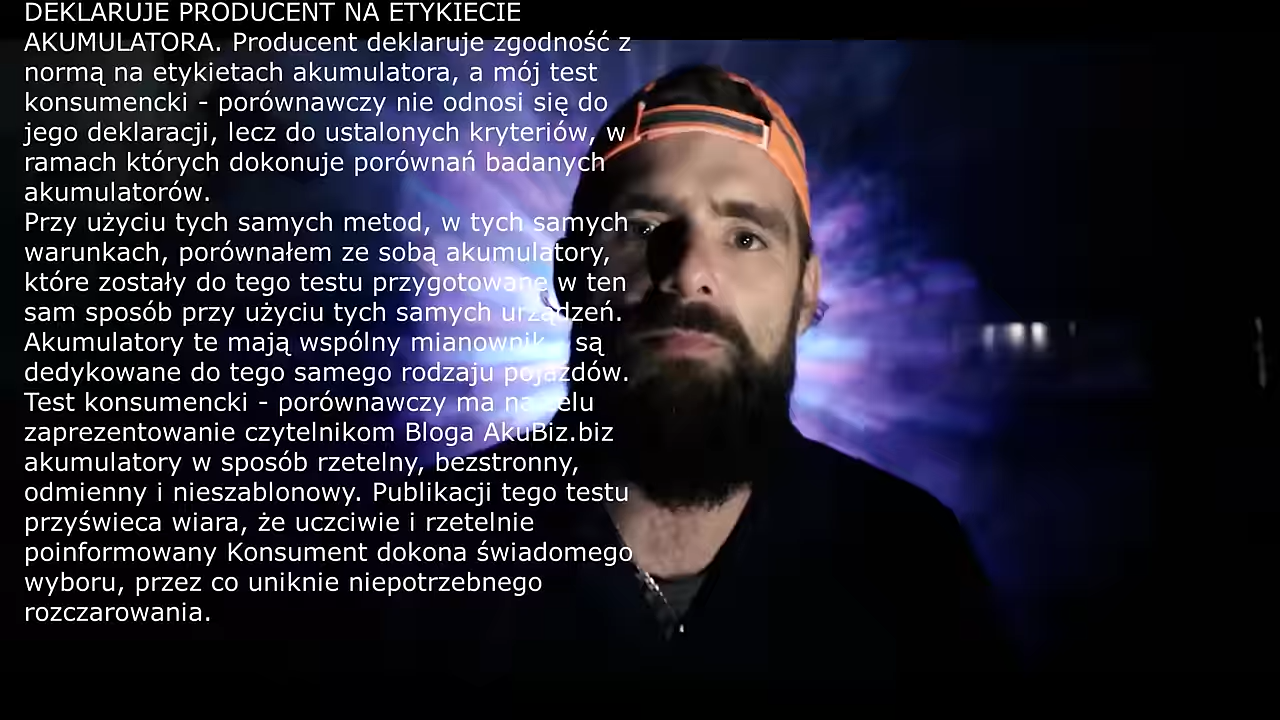 DEKLARUJE PRODUCENT NA ETYKIECIE
AKUMULATORA. Producent deklaruje zgodność z
normą na etykietach akumulatora, a mój test
konsumencki - porównawczy nie odnosi się do
jego deklaracji, lecz do ustalonych kryteriów, w
ramach których dokonuje porównań badanych
akumulatorów.
Przy użyciu tych samych metod, w tych samych
warunkach, porównałem ze sobą akumulatory,
które zostały do tego testu przygotowane w ten
sam sposób przy użyciu tych samych urządzeń.
Akumulatory te mają wspólny mianownik - są
dedykowane do tego samego rodzaju pojazdów.
Test konsumencki - porównawczy ma na celu
zaprezentowanie czytelnikom Bloga AkuBiz.biz
akumulatory w sposób rzetelny, bezstronny,
odmienny i nieszablonowy. Publikacji tego testu
przyświeca wiara, że uczciwie i rzetelnie
poinformowany Konsument dokona świadomego
wyboru, przez co uniknie niepotrzebnego
rozczarowania.